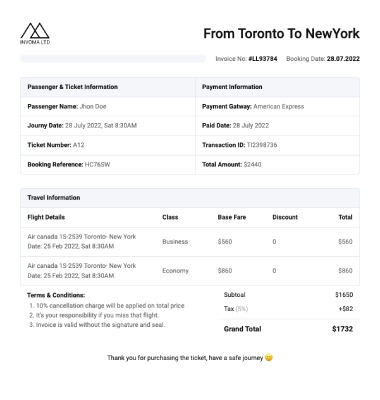 INVOMA LTD
From Toronto To NewYork
Invoice No: #LL93784 Booking Date: 28.07.2022
Passenger & Ticket Information
Payment Information
Passenger Name: Jhon Doe
Payment Gatway: American Express
Journy Date: 28 July 2022, Sat 8:30AM
Paid Date: 28 July 2022
Ticket Number: A12
Transaction ID: TI2398736
Booking Reference: HC76SW
Total Amount: $2440
Travel Information
Flight Details Class Base Fare Discount Total
Air canada 1S-2539 Toronto- New York
Date: 25 Feb 2022, Sat 8:30AM
Business $560 0 $560
Air canada 1S-2539 Toronto- New York
Date: 25 Feb 2022, Sat 8:30AM
Economy $860 0 $860
Terms & Conditions:
1. 10% cancellation charge will be applied on total price
2. It's your responsibility if you miss that flight.
3. Invoice is valid without the signature and seal.
Subtoal $1650
Tax (5%) +$82
Grand Total $1732
Thank you for purchasing the ticket, have a safe journey 😊